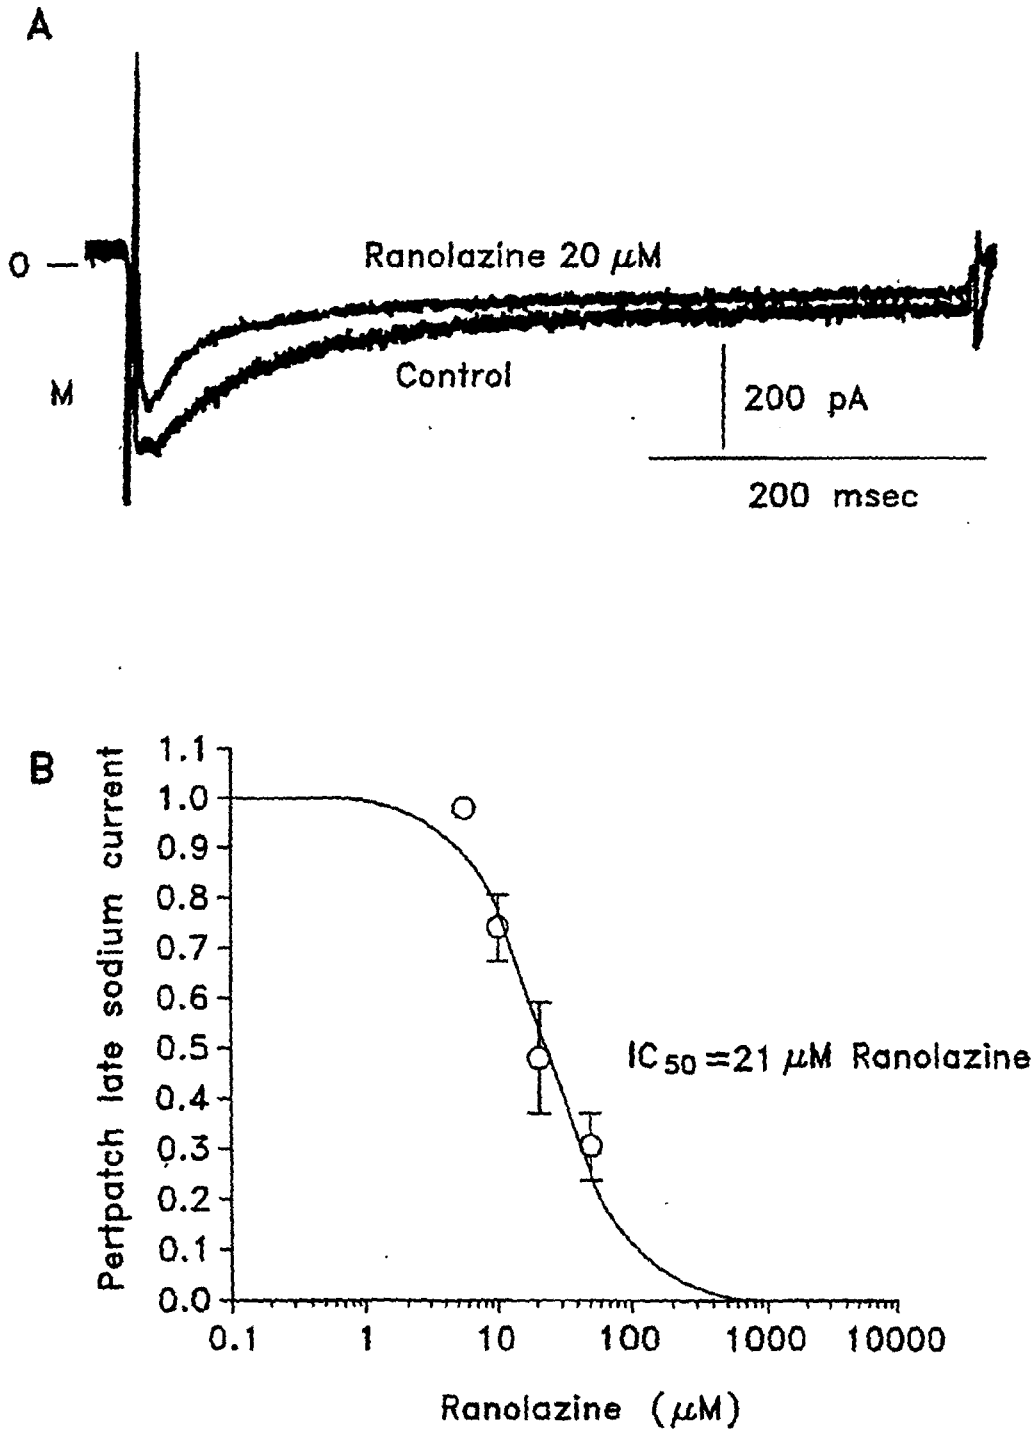 A
0
Ranolazine 20 μM
M
Control
200 pA
200 msec
B
Pertpatch late sodium current
1.1
1.0
0.9
0.8
0.7
0.6
0.5
0.4
0.3
0.2
0.1
0.0
IC50=21 μM Ranolazine
0.1 1 10 100 1000 10000
Ranolazine (μM)